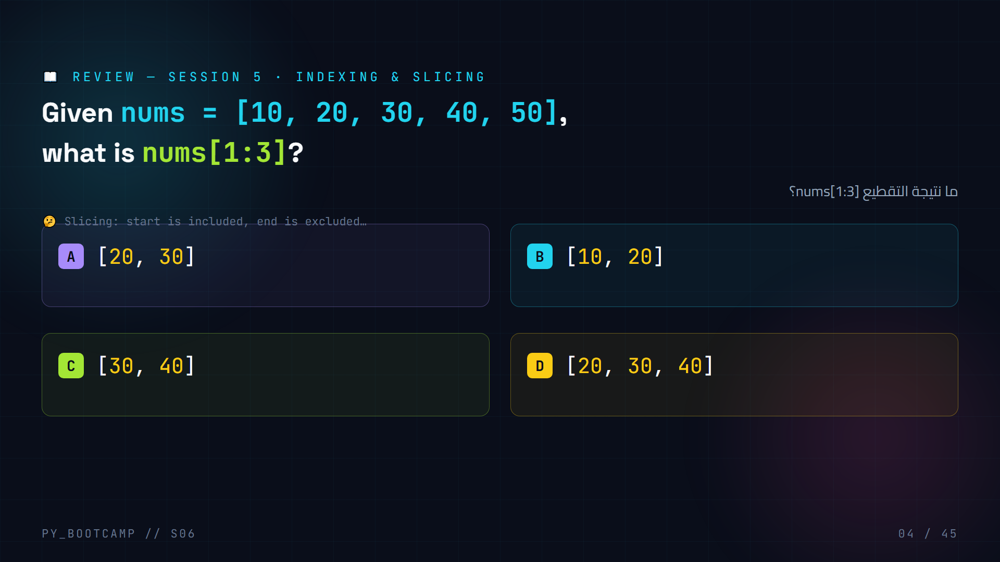 📖 REVIEW — SESSION 5 · INDEXING & SLICING
Given nums = [10, 20, 30, 40, 50],
what is nums[1:3]?
ما نتيجة التقطيع nums[1:3]؟
🤔 Slicing: start is included, end is excluded…
A [20, 30]
B [10, 20]
C [30, 40]
D [20, 30, 40]
PY_BOOTCAMP // S06
04 / 45